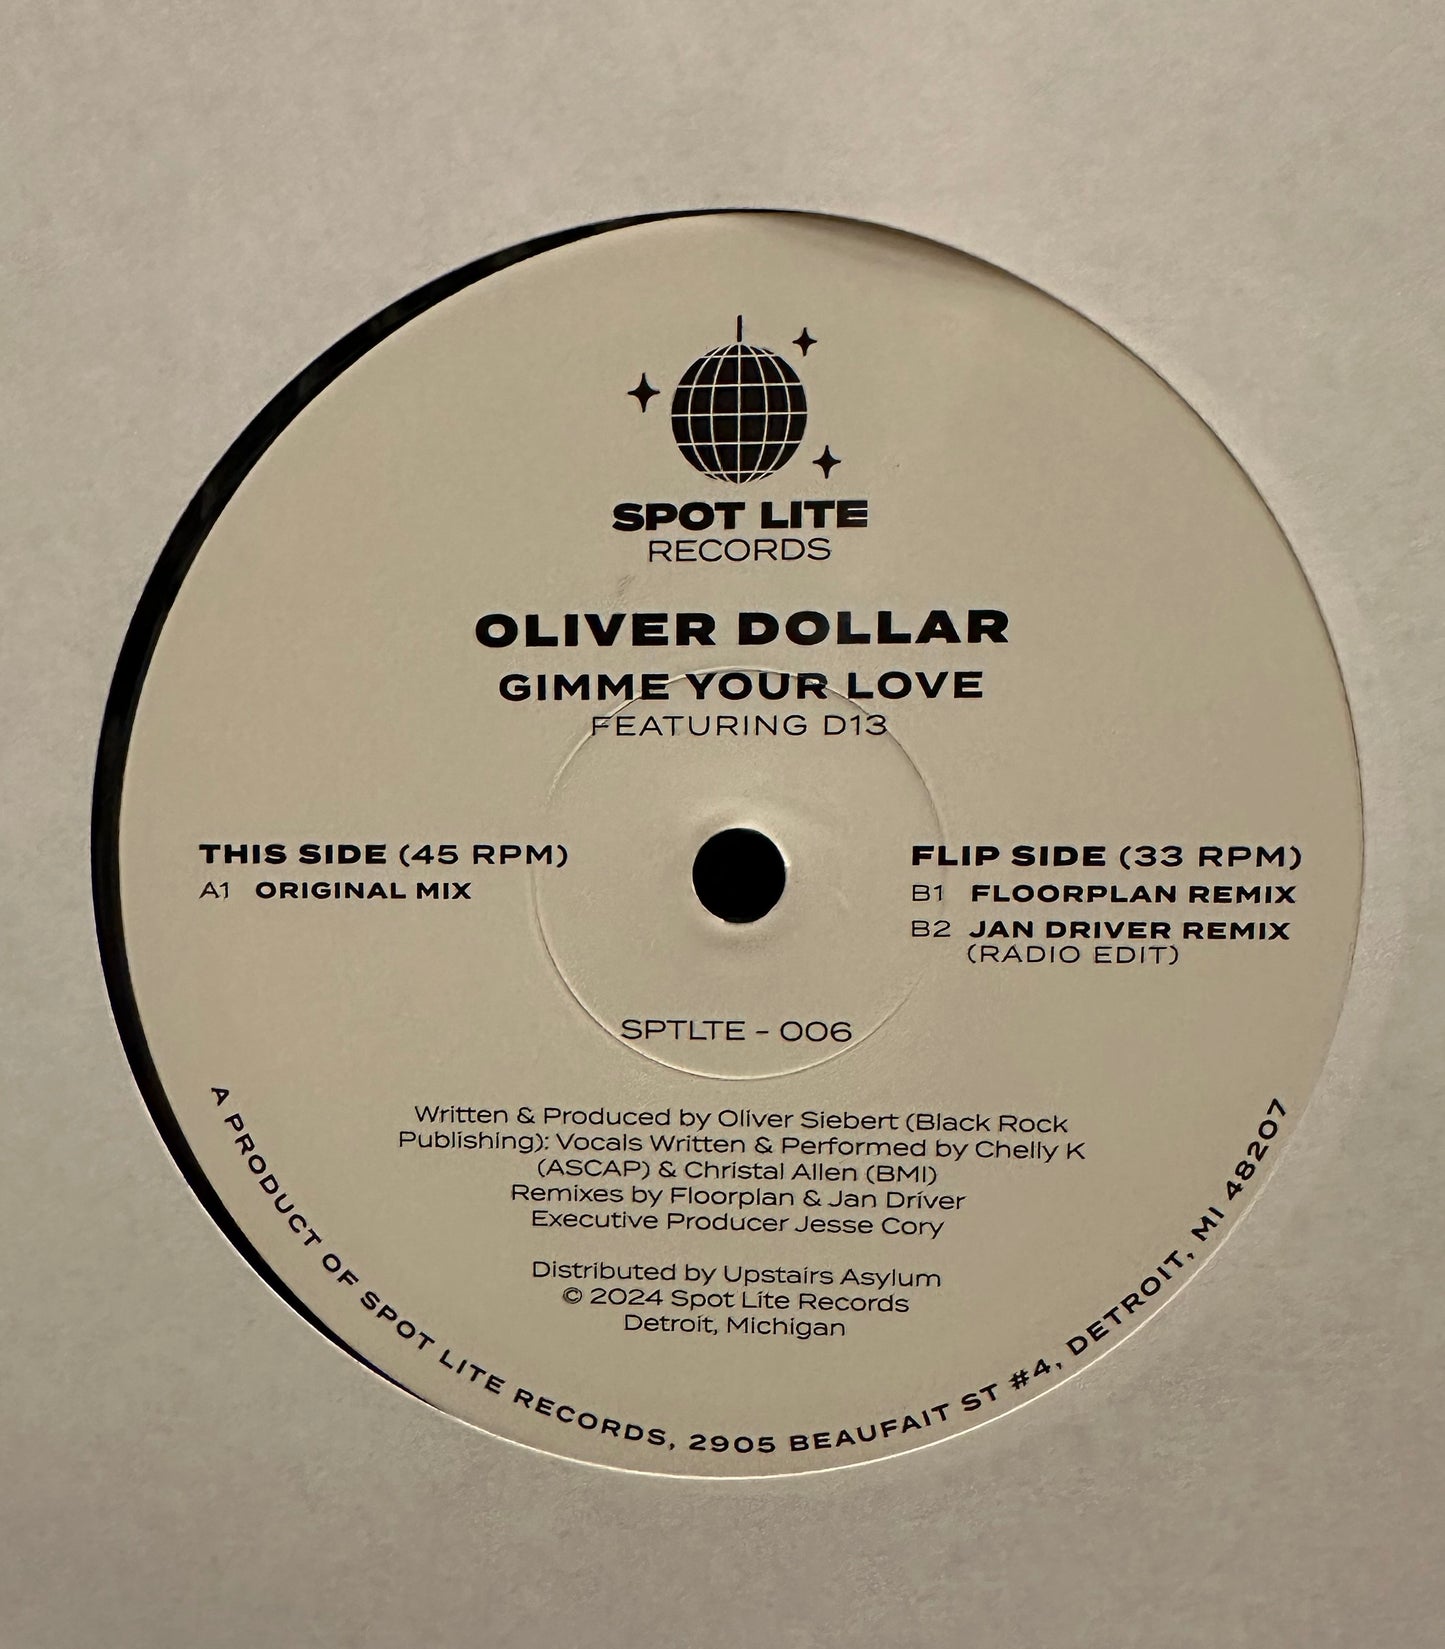 SPOT LITE
RECORDS
OLIVER DOLLAR
GIMME YOUR LOVE
FEATURING D13
THIS SIDE (45 RPM)
A1 ORIGINAL MIX
FLIP SIDE (33 RPM)
B1 FLOORPLAN REMIX
B2 JAN DRIVER REMIX
(RADIO EDIT)
SPTLTE - 006
Written & Produced by Oliver Siebert (Black Rock
Publishing): Vocals Written & Performed by Chelly K
(ASCAP) & Christal Allen (BMI)
Remixes by Floorplan & Jan Driver
Executive Producer Jesse Cory
Distributed by Upstairs Asylum
© 2024 Spot Lite Records
Detroit, Michigan
A PRODUCT OF SPOT LITE RECORDS, 2905 BEAUFAIT ST #4, DETROIT, MI 48207